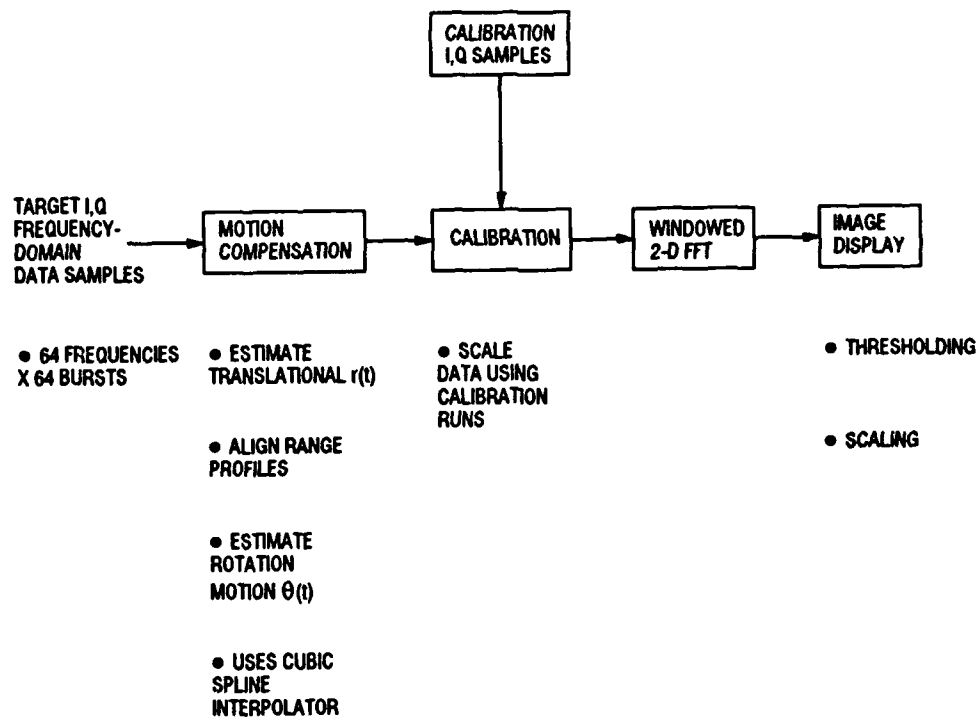 CALIBRATION
I,Q SAMPLES
TARGET I,Q
FREQUENCY-
DOMAIN
DATA SAMPLES
MOTION
COMPENSATION
CALIBRATION
WINDOWED
2-D FFT
IMAGE
DISPLAY
● 64 FREQUENCIES
X 64 BURSTS
● ESTIMATE
TRANSLATIONAL r(t)
● ALIGN RANGE
PROFILES
● ESTIMATE
ROTATION
MOTION θ(t)
● USES CUBIC
SPLINE
INTERPOLATOR
● SCALE
DATA USING
CALIBRATION
RUNS
● THRESHOLDING
● SCALING